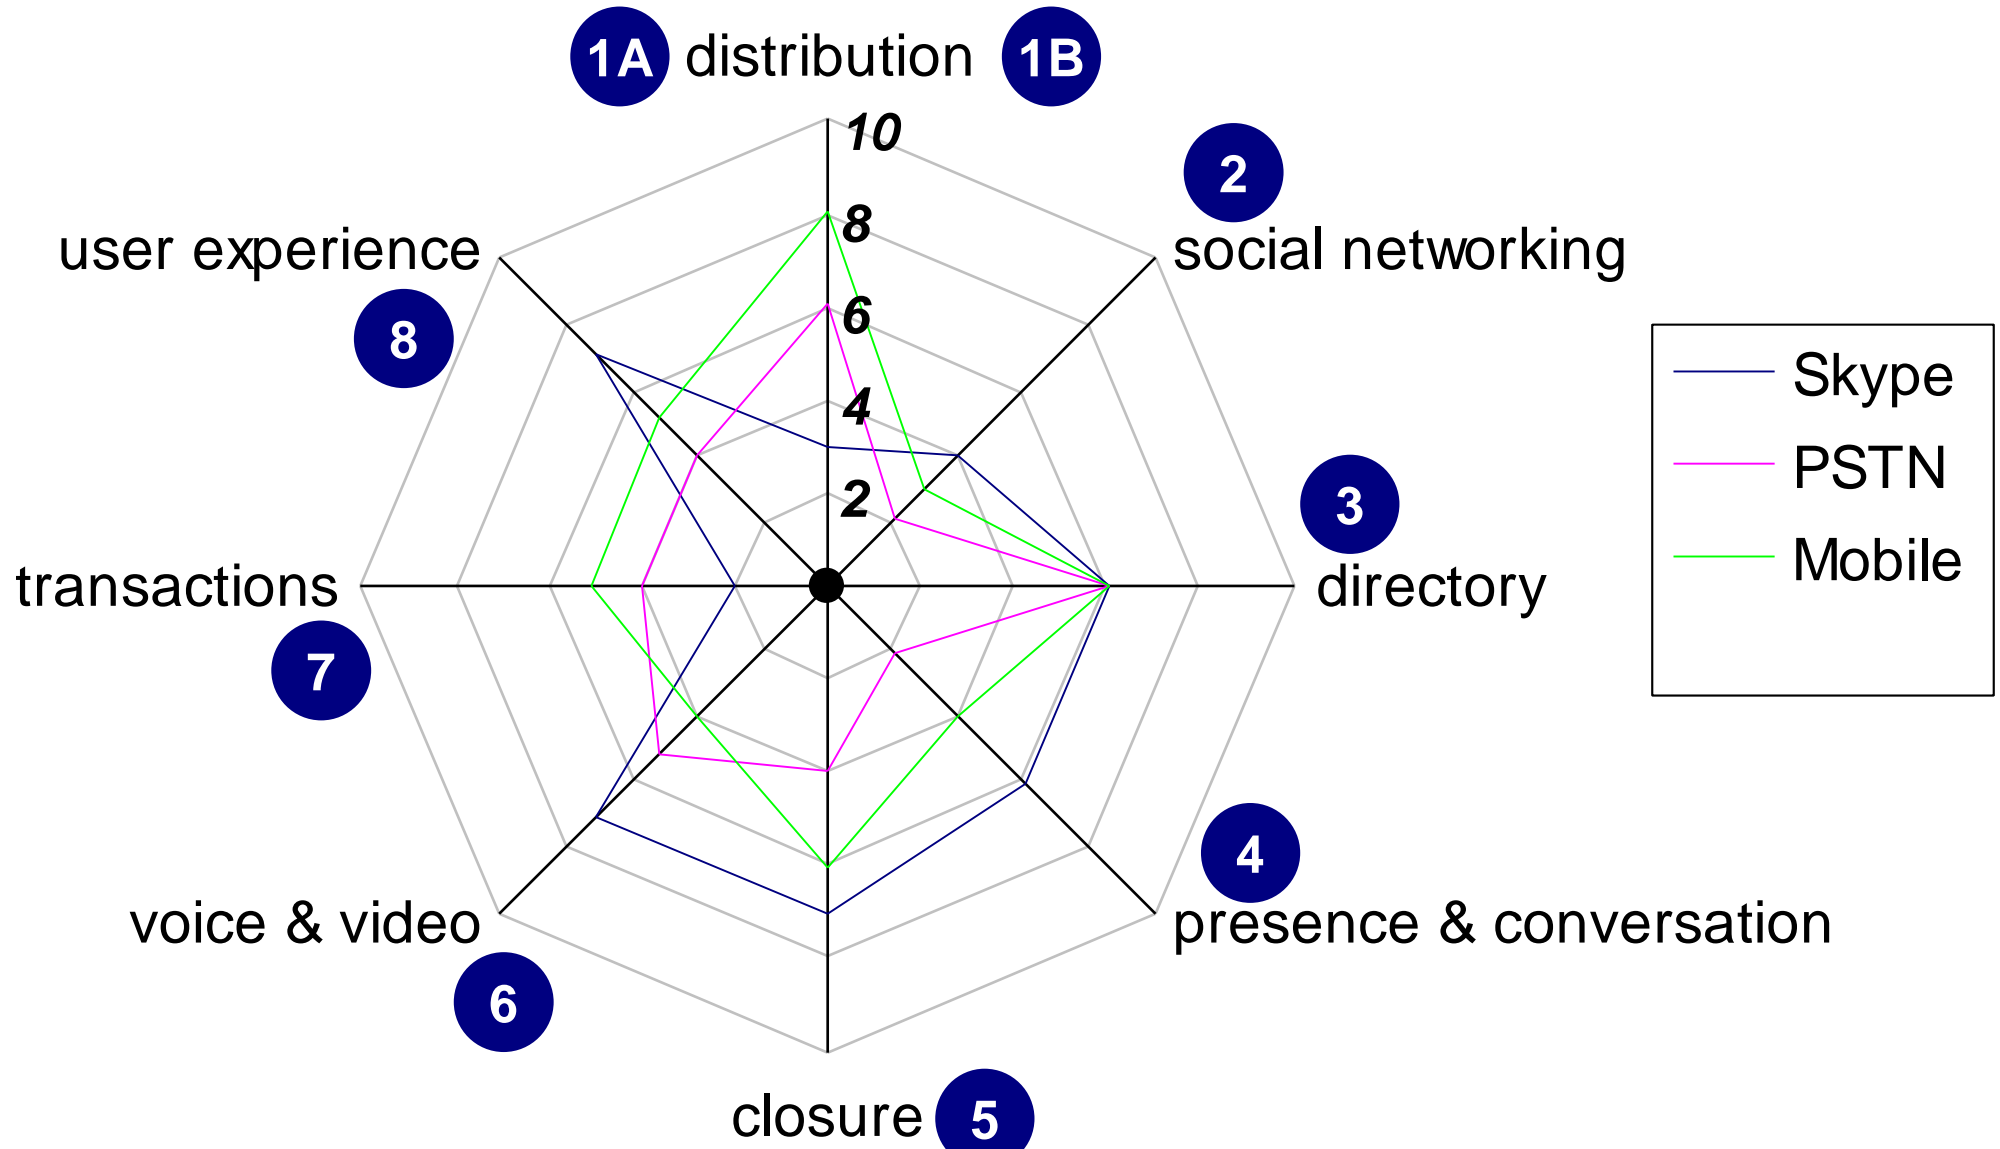 1A distribution 1B
10
8
6
4
2
2
social networking
3
directory
4
presence & conversation
closure 5
voice & video
6
transactions
7
user experience
8
Skype
PSTN
Mobile